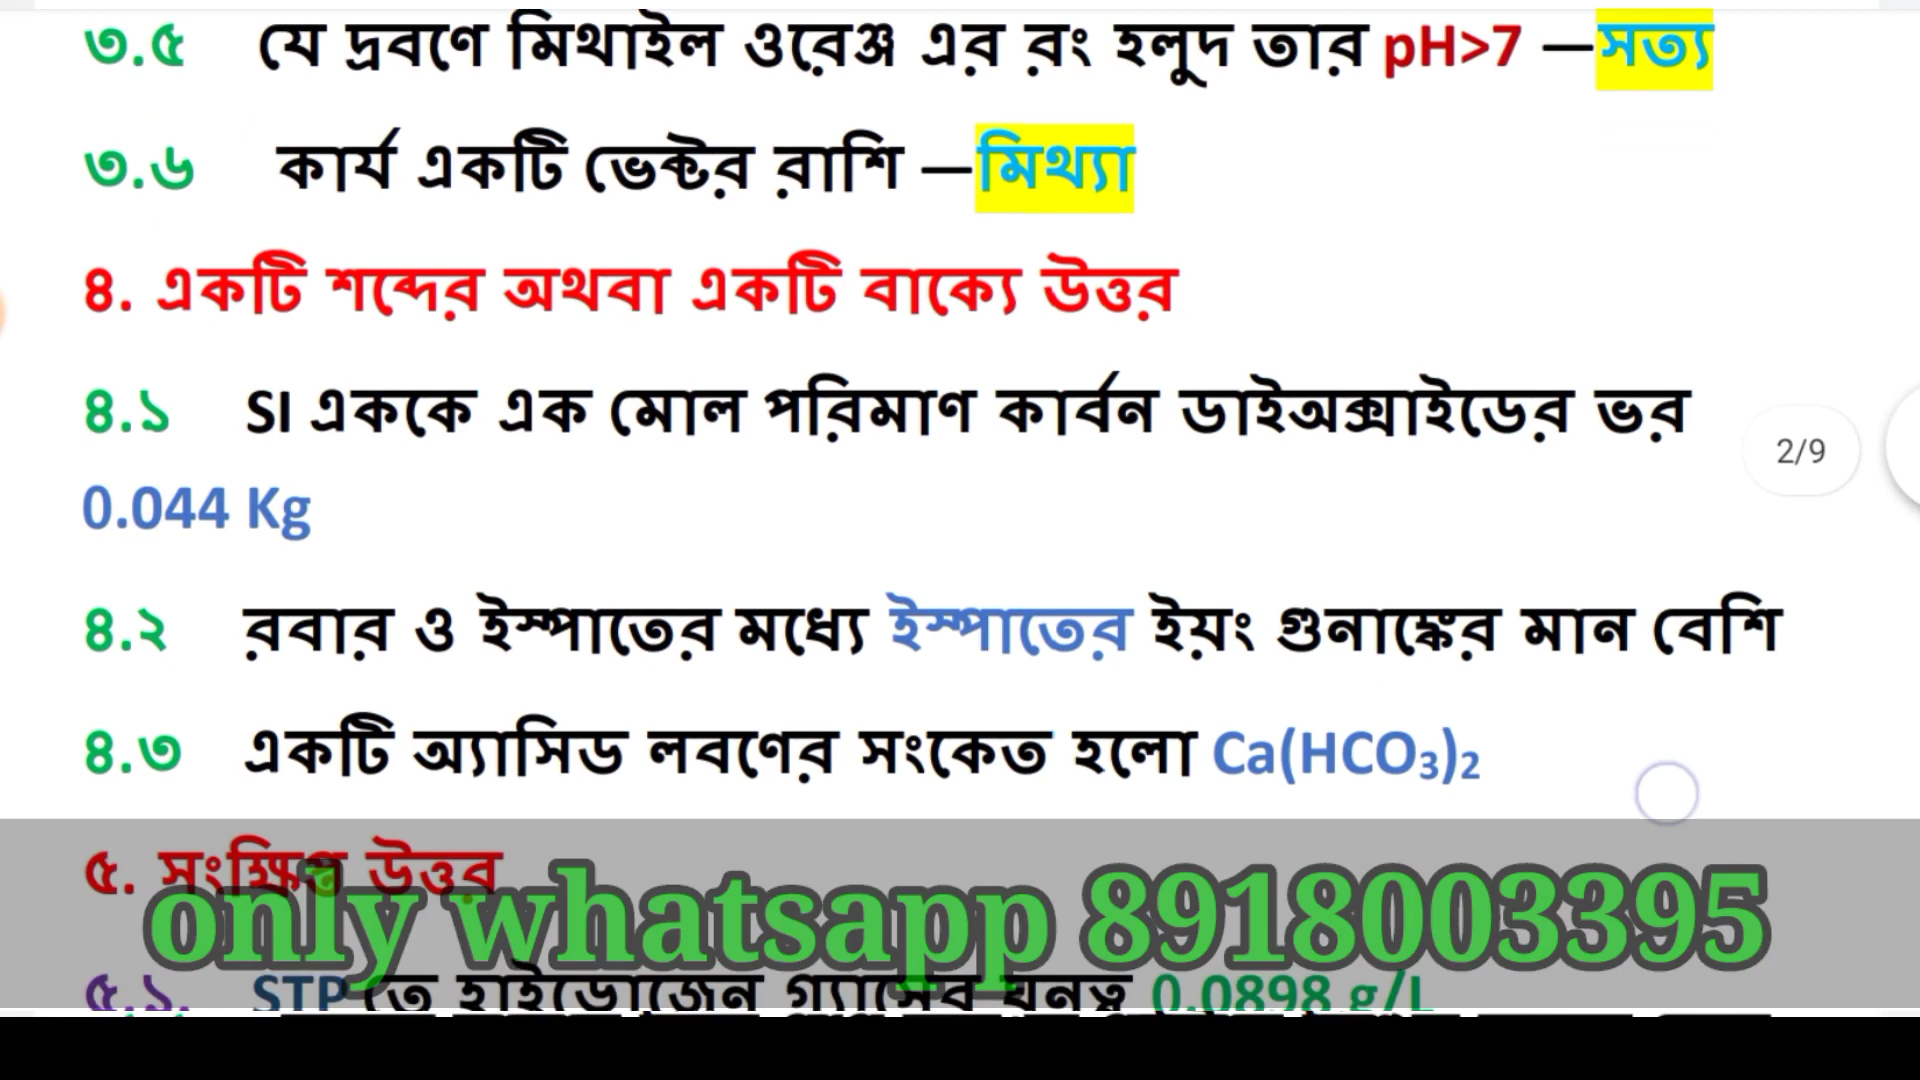 ৩.৫ যে দ্রবণে মিথাইল ওরেঞ্জ এর রং হলুদ তার pH>7 —সত্য
৩.৬ কার্য একটি ভেক্টর রাশি —মিথ্যা
৪. একটি শব্দের অথবা একটি বাক্যে উত্তর
৪.১ SI এককে এক মোল পরিমাণ কার্বন ডাইঅক্সাইডের ভর
2/9
0.044 Kg
৪.২ রবার ও ইস্পাতের মধ্যে ইস্পাতের ইয়ং গুনাঙ্কের মান বেশি
৪.৩ একটি অ্যাসিড লবণের সংকেত হলো Ca(HCO₃)₂
৫. সংক্ষিপ্ত উত্তর
only whatsapp 8918003395
৫.১. STP তে হাইড্রোজেন গ্যাসের ঘনত্ব 0.0898 g/L